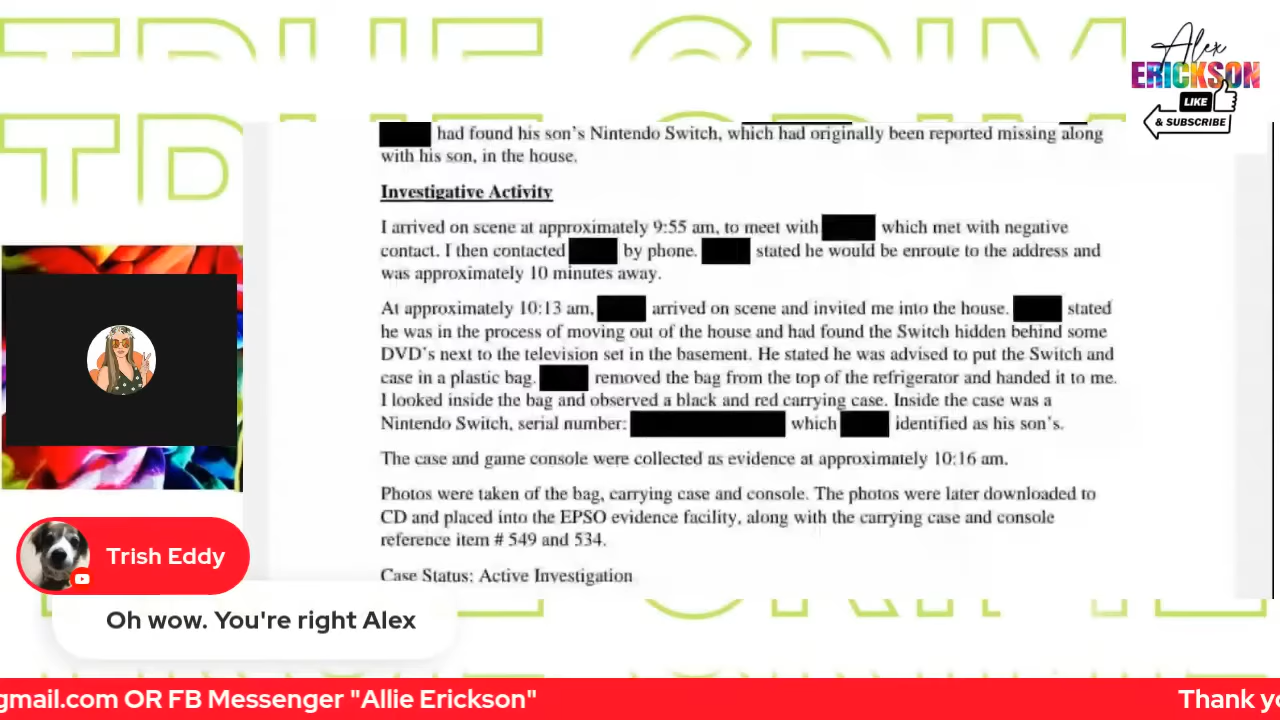 TRUE CRIM
Alex
ERICKSON
LIKE
& SUBSCRIBE
had found his son's Nintendo Switch, which had originally been reported missing along
with his son, in the house.
Investigative Activity
I arrived on scene at approximately 9:55 am, to meet with which met with negative
contact. I then contacted by phone. stated he would be enroute to the address and
was approximately 10 minutes away.
At approximately 10:13 am, arrived on scene and invited me into the house. stated
he was in the process of moving out of the house and had found the Switch hidden behind some
DVD's next to the television set in the basement. He stated he was advised to put the Switch and
case in a plastic bag. removed the bag from the top of the refrigerator and handed it to me.
I looked inside the bag and observed a black and red carrying case. Inside the case was a
Nintendo Switch, serial number: which identified as his son's.
The case and game console were collected as evidence at approximately 10:16 am.
Photos were taken of the bag, carrying case and console. The photos were later downloaded to
CD and placed into the EPSO evidence facility, along with the carrying case and console
reference item # 549 and 534.
Case Status: Active Investigation
Trish Eddy
Oh wow. You're right Alex
gmail.com OR FB Messenger "Allie Erickson"
Thank yo